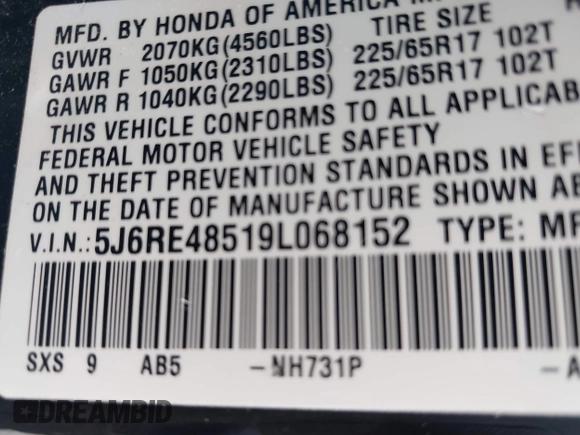 MFD. BY HONDA OF AMERICA
TIRE SIZE
GVWR 2070KG(4560LBS)
GAWR F 1050KG(2310LBS) 225/65R17 102T
GAWR R 1040KG(2290LBS) 225/65R17 102T
THIS VEHICLE CONFORMS TO ALL APPLICAB
FEDERAL MOTOR VEHICLE SAFETY
AND THEFT PREVENTION STANDARDS IN EFF
ON THE DATE OF MANUFACTURE SHOWN AB
V.I.N.: 5J6RE48519L068152 TYPE: MP
SXS 9 AB5 -NH731P -A
DREAMBID